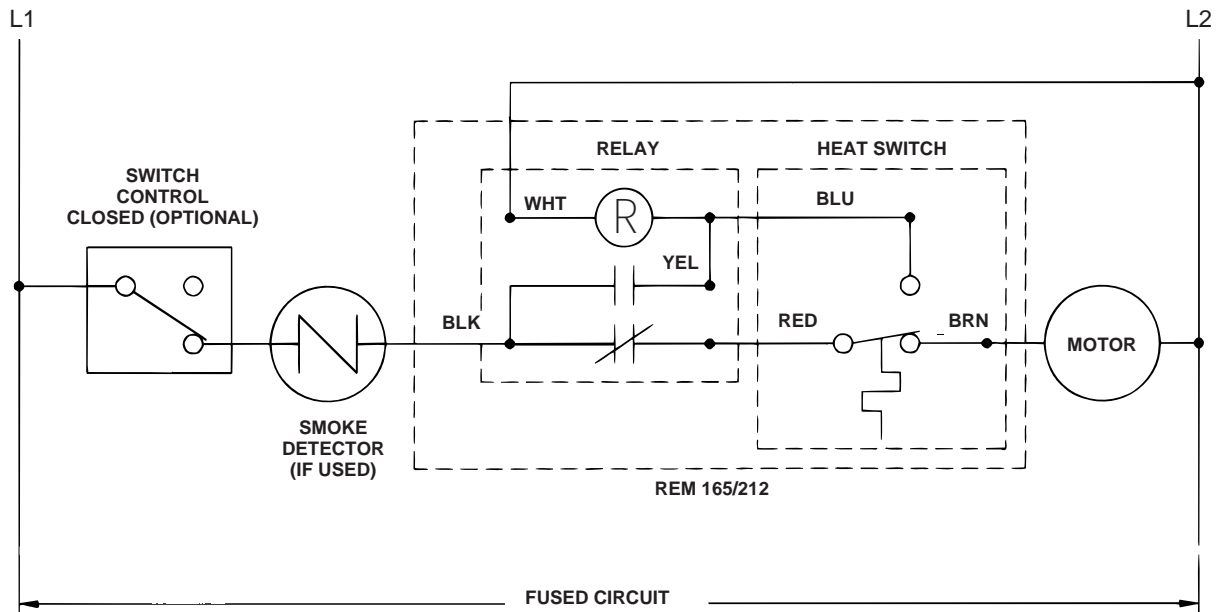 L1
L2
RELAY
HEAT SWITCH
SWITCH
CONTROL
CLOSED (OPTIONAL)
WHT
R
BLU
YEL
BLK
RED
BRN
MOTOR
SMOKE
DETECTOR
(IF USED)
REM 165/212
FUSED CIRCUIT